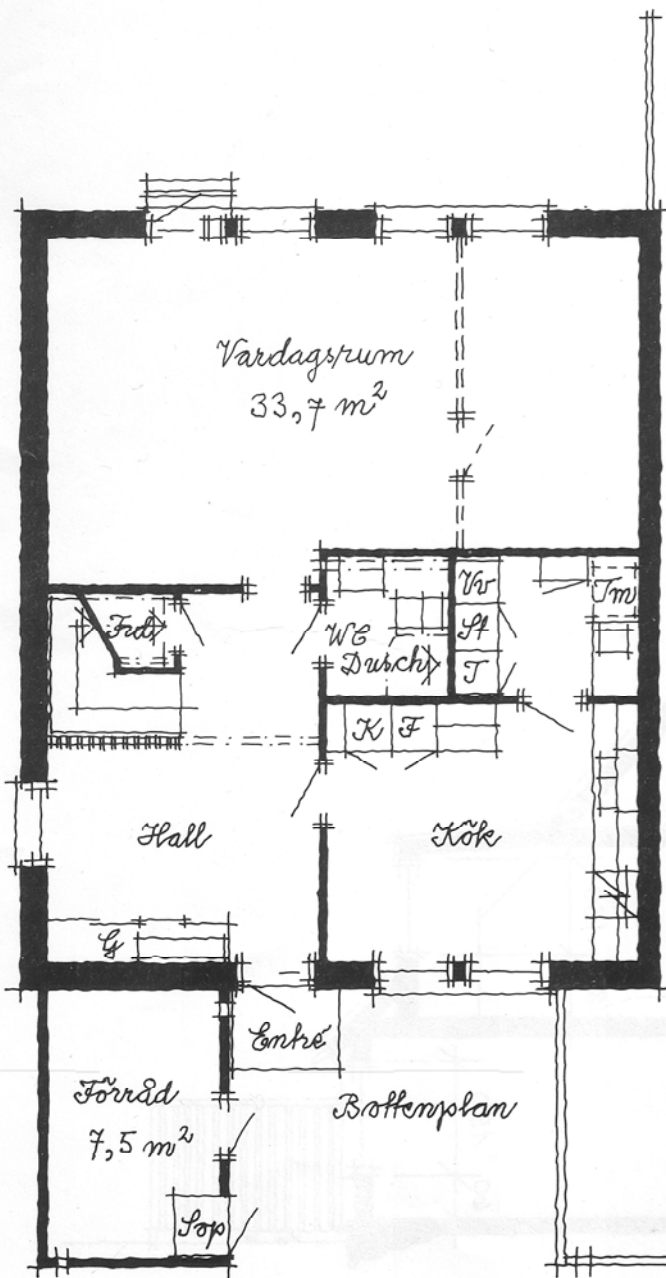 Vardagsrum
33,7 m²
Frd
WC
Dusch
Vv
St
T
Tm
K F
Hall
Kök
G
Entré
Förråd
7,5 m²
Bottenplan
Sop